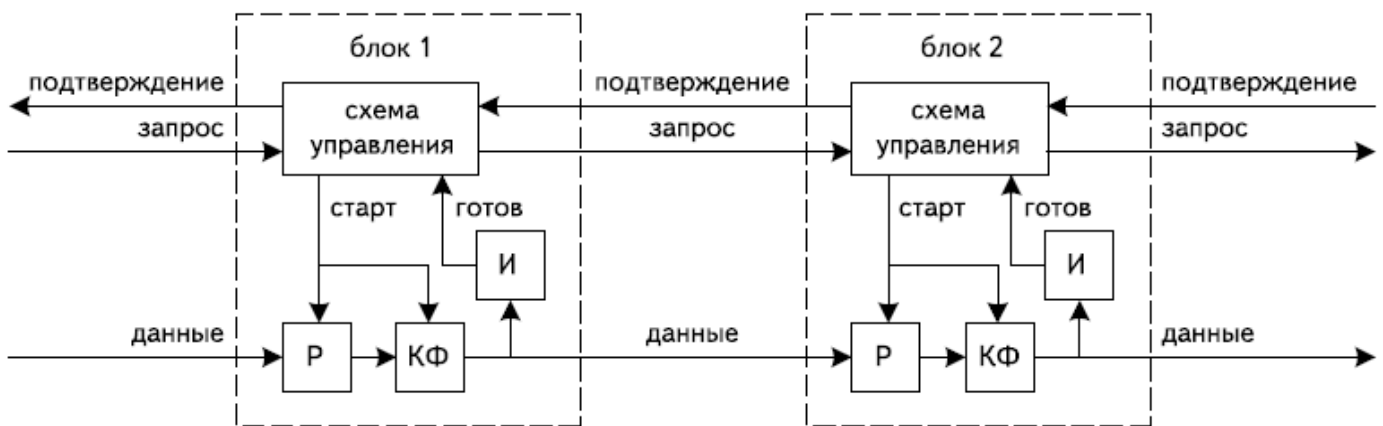 блок 1
блок 2
подтверждение
подтверждение
подтверждение
схема
управления
схема
управления
запрос
запрос
запрос
старт
готов
старт
готов
И
И
данные
данные
данные
Р
КФ
Р
КФ